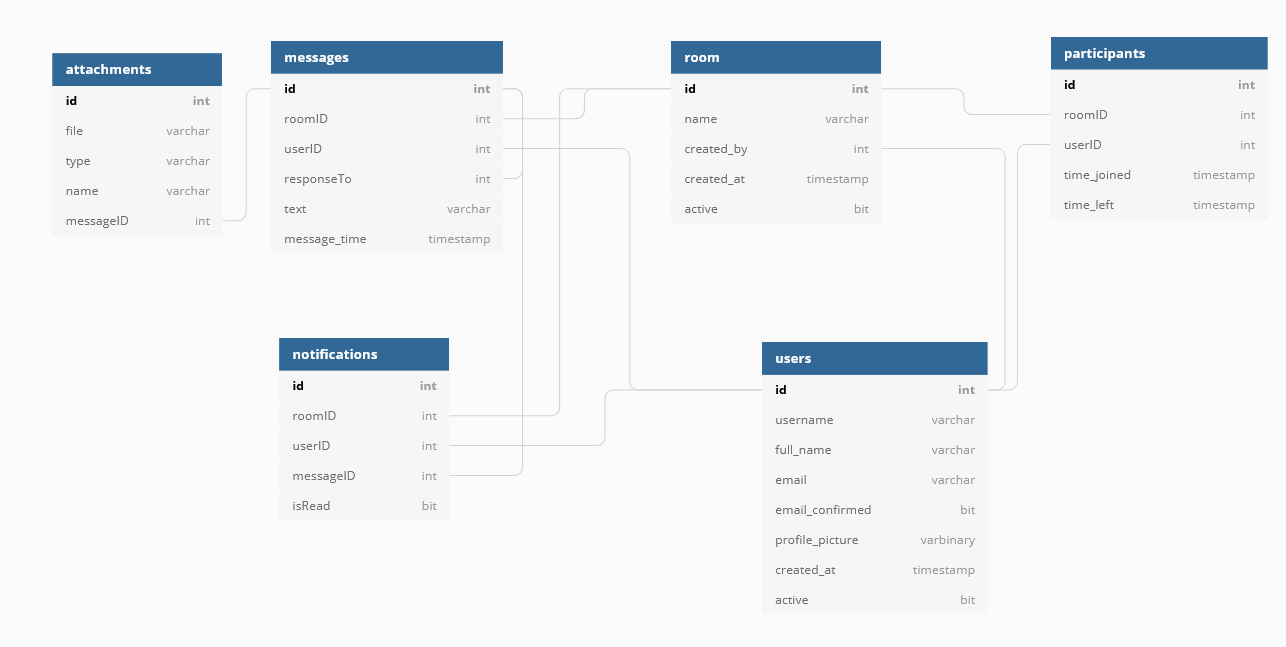 attachments
id int
file varchar
type varchar
name varchar
messageID int
messages
id int
roomID int
userID int
responseTo int
text varchar
message_time timestamp
room
id int
name varchar
created_by int
created_at timestamp
active bit
participants
id int
roomID int
userID int
time_joined timestamp
time_left timestamp
notifications
id int
roomID int
userID int
messageID int
isRead bit
users
id int
username varchar
full_name varchar
email varchar
email_confirmed bit
profile_picture varbinary
created_at timestamp
active bit